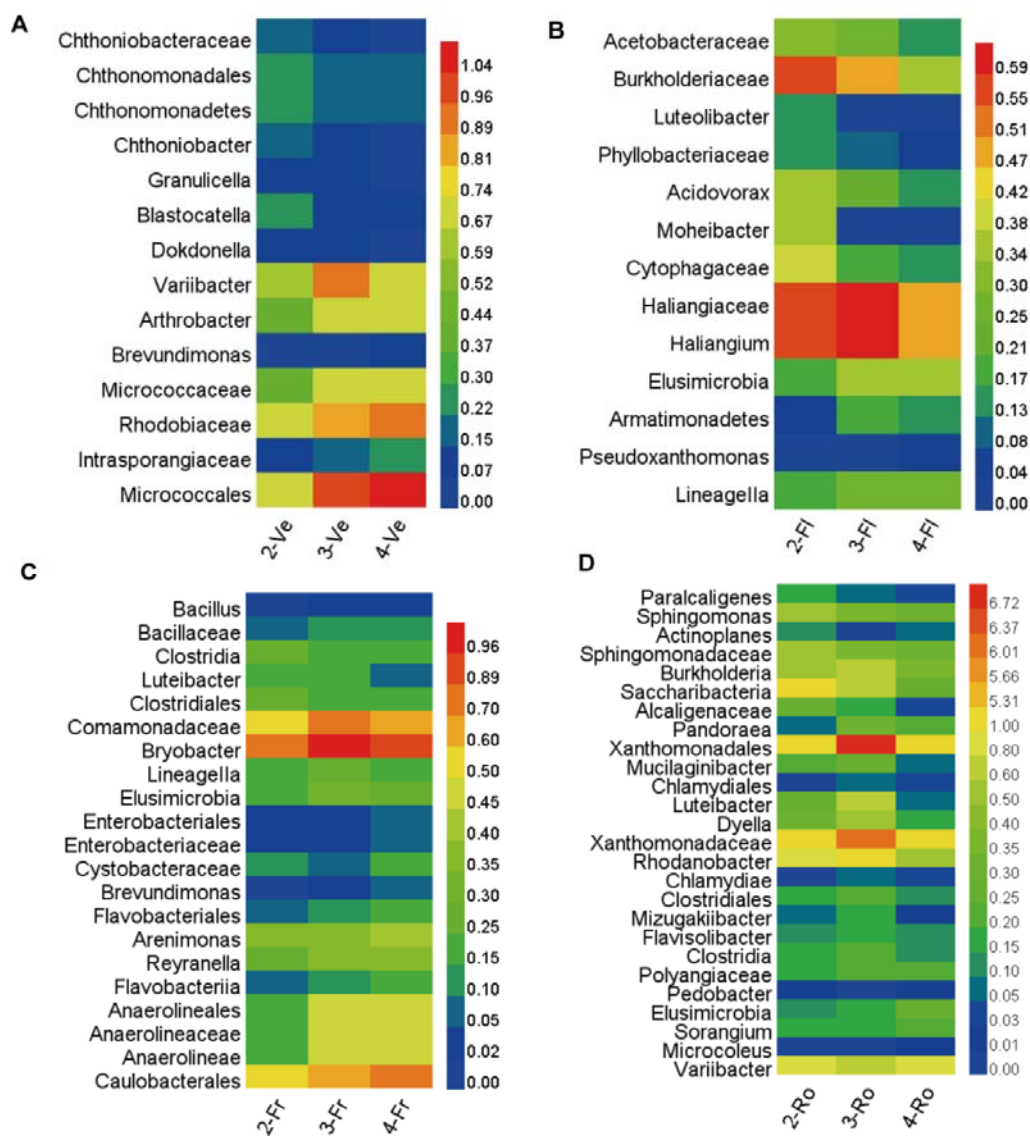 A
Chthoniobacteraceae
Chthonomonadales
Chthonomonadetes
Chthoniobacter
Granulicella
Blastocatella
Dokdonella
Variibacter
Arthrobacter
Brevundimonas
Micrococcaceae
Rhodobiaceae
Intrasporangiaceae
Micrococcales
2-Ve 3-Ve 4-Ve
1.04
0.96
0.89
0.81
0.74
0.67
0.59
0.52
0.44
0.37
0.30
0.22
0.15
0.07
0.00
B
Acetobacteraceae
Burkholderiaceae
Luteolibacter
Phyllobacteriaceae
Acidovorax
Moheibacter
Cytophagaceae
Haliangiaceae
Haliangium
Elusimicrobia
Armatimonadetes
Pseudoxanthomonas
Lineagella
2-Fl 3-Fl 4-Fl
0.59
0.55
0.51
0.47
0.42
0.38
0.34
0.30
0.25
0.21
0.17
0.13
0.08
0.04
0.00
C
Bacillus
Bacillaceae
Clostridia
Luteibacter
Clostridiales
Comamonadaceae
Bryobacter
Lineagella
Elusimicrobia
Enterobacteriales
Enterobacteriaceae
Cystobacteraceae
Brevundimonas
Flavobacteriales
Arenimonas
Reyranella
Flavobacteriia
Anaerolineales
Anaerolineaceae
Anaerolineae
Caulobacterales
2-Fr 3-Fr 4-Fr
0.96
0.89
0.70
0.60
0.50
0.45
0.40
0.35
0.30
0.25
0.15
0.10
0.05
0.02
0.00
D
Paralcaligenes
Sphingomonas
Actinoplanes
Sphingomonadaceae
Burkholderia
Saccharibacteria
Alcaligenaceae
Pandoraea
Xanthomonadales
Mucilaginibacter
Chlamydiales
Luteibacter
Dyella
Xanthomonadaceae
Rhodanobacter
Chlamydiae
Clostridiales
Mizugakiibacter
Flavisolibacter
Clostridia
Polyangiaceae
Pedobacter
Elusimicrobia
Sorangium
Microcoleus
Variibacter
2-Ro 3-Ro 4-Ro
6.72
6.37
6.01
5.66
5.31
1.00
0.80
0.60
0.50
0.40
0.35
0.30
0.20
0.15
0.10
0.05
0.03
0.01
0.00